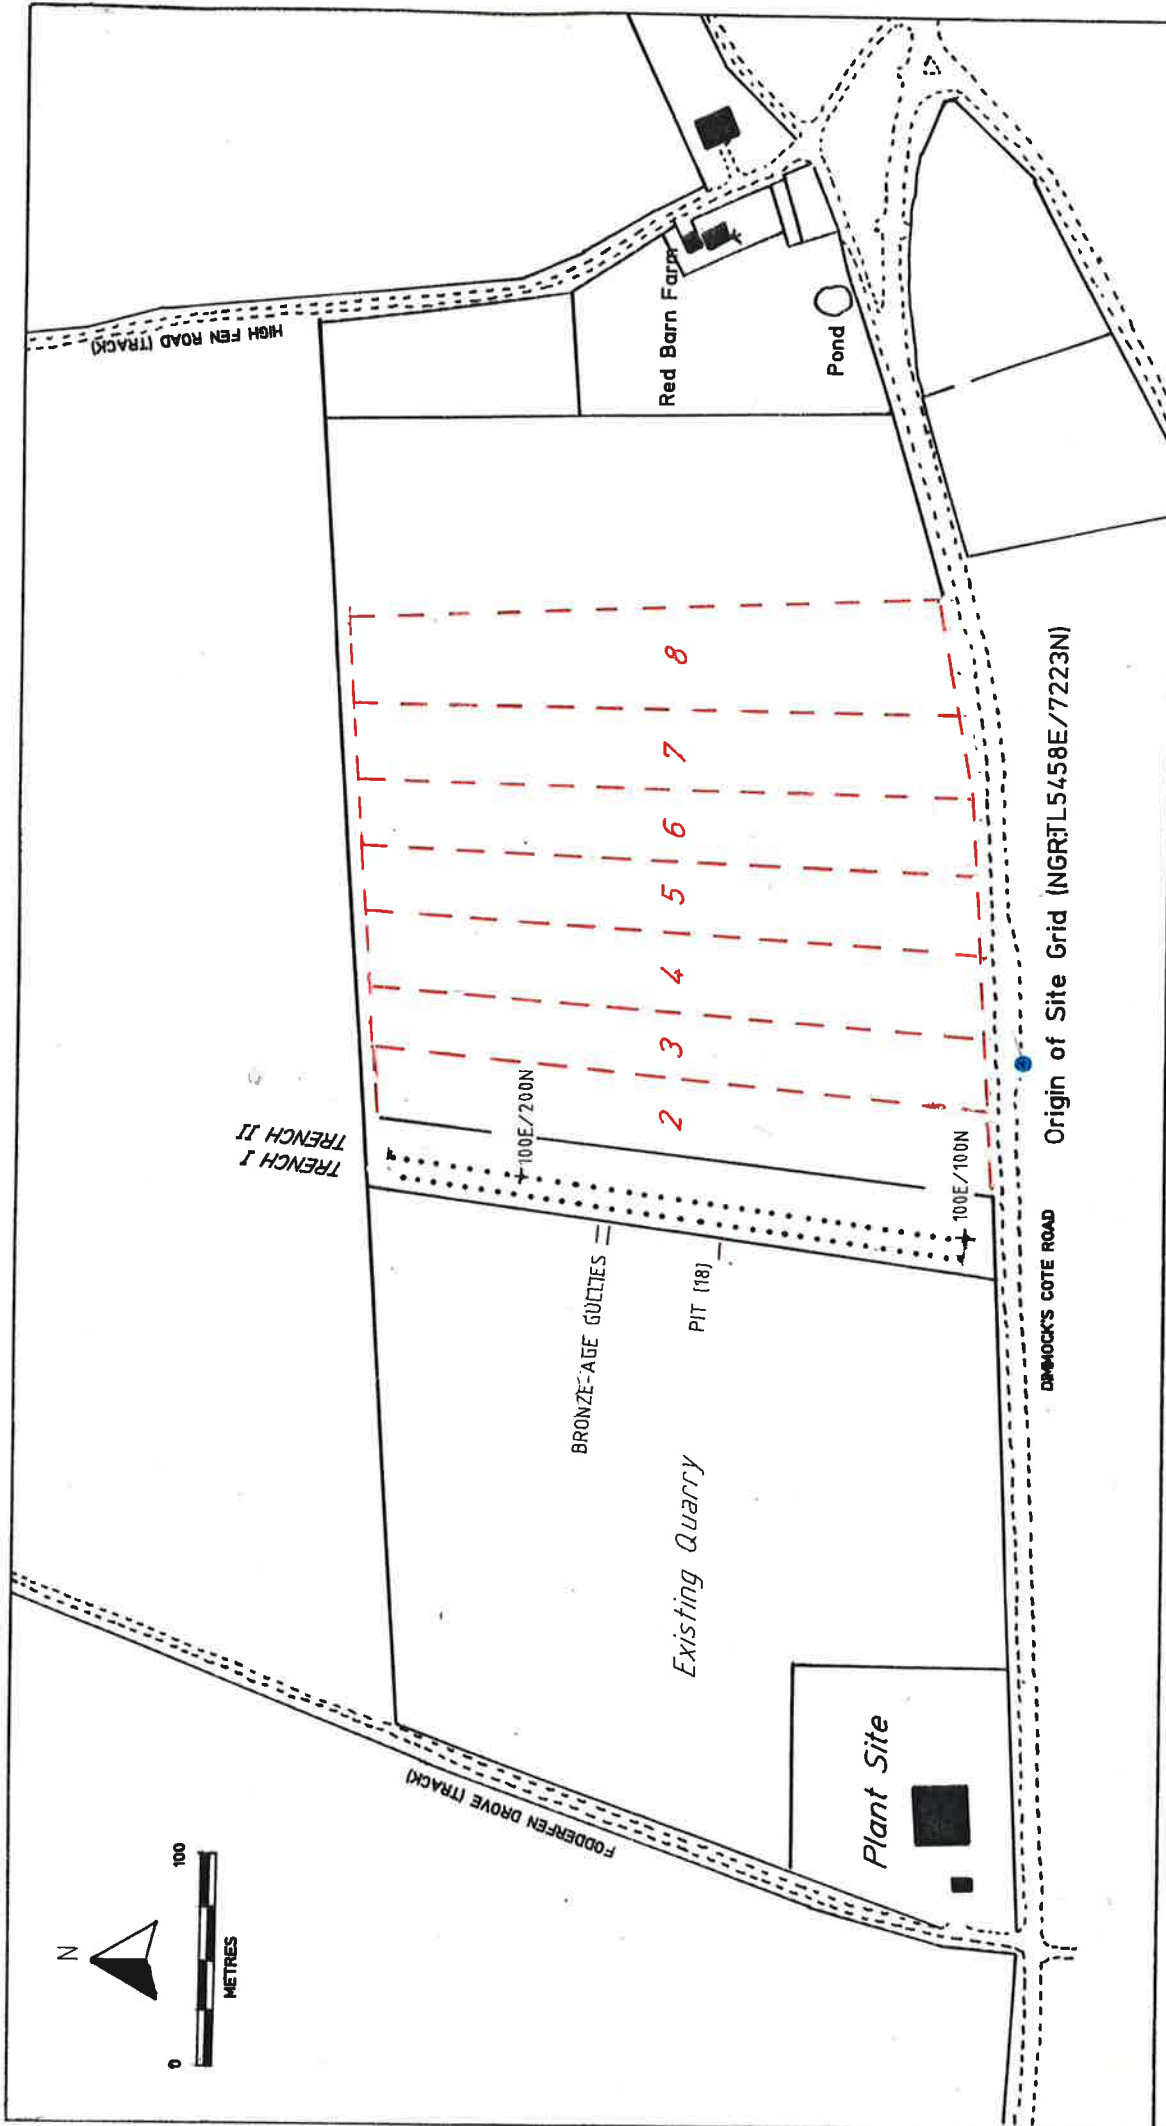 N
0
100
METRES
HIGH FEN ROAD (TRACK)
FODDERFEN DROVE (TRACK)
TRENCH I
TRENCH II
100E/200N
100E/100N
BRONZE-AGE GULLIES
PIT [18]
Existing Quarry
Plant Site
2
3
4
5
6
7
8
Red Barn Farm
Pond
DIMMOCK'S COTE ROAD
Origin of Site Grid (NGR:TL5458E/7223N)